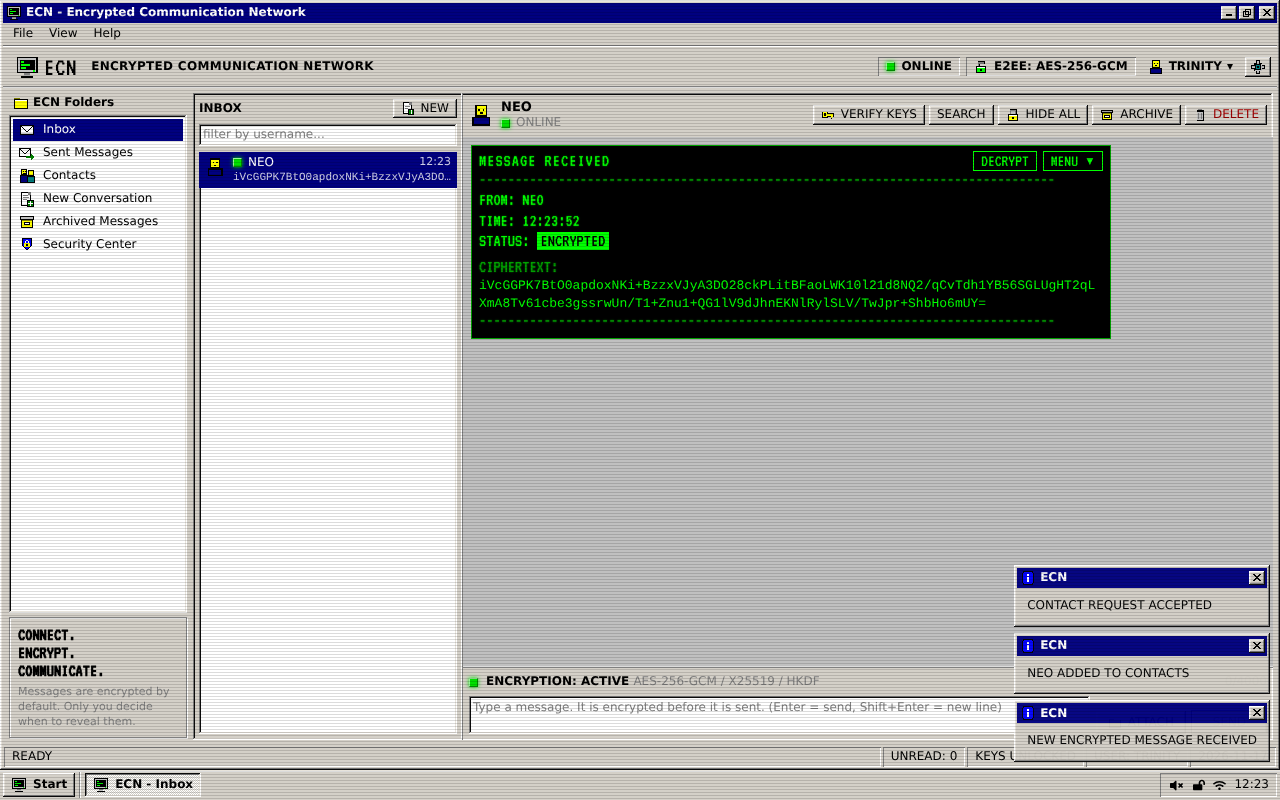 ECN - Encrypted Communication Network
File View Help
ECN ENCRYPTED COMMUNICATION NETWORK
ONLINE
E2EE: AES-256-GCM
TRINITY ▾
ECN Folders
Inbox
Sent Messages
Contacts
New Conversation
Archived Messages
Security Center
CONNECT.
ENCRYPT.
COMMUNICATE.
Messages are encrypted by
default. Only you decide
when to reveal them.
INBOX
NEW
filter by username...
NEO 12:23
iVcGGPK7BtO0apdoxNKi+BzzxVJyA3DO…
NEO
ONLINE
VERIFY KEYS
SEARCH
HIDE ALL
ARCHIVE
DELETE
MESSAGE RECEIVED
DECRYPT
MENU ▼
FROM: NEO
TIME: 12:23:52
STATUS: ENCRYPTED
CIPHERTEXT:
iVcGGPK7BtO0apdoxNKi+BzzxVJyA3DO28ckPLitBFaoLWK10l21d8NQ2/qCvTdh1YB56SGLUgHT2qL
XmA8Tv61cbe3gssrwUn/T1+Znu1+QG1lV9dJhnEKNlRylSLV/TwJpr+ShbHo6mUY=
ECN
CONTACT REQUEST ACCEPTED
ECN
NEO ADDED TO CONTACTS
ECN
NEW ENCRYPTED MESSAGE RECEIVED
ENCRYPTION: ACTIVE AES-256-GCM / X25519 / HKDF
Type a message. It is encrypted before it is sent. (Enter = send, Shift+Enter = new line)
READY
UNREAD: 0
KEYS
Start
ECN - Inbox
12:23